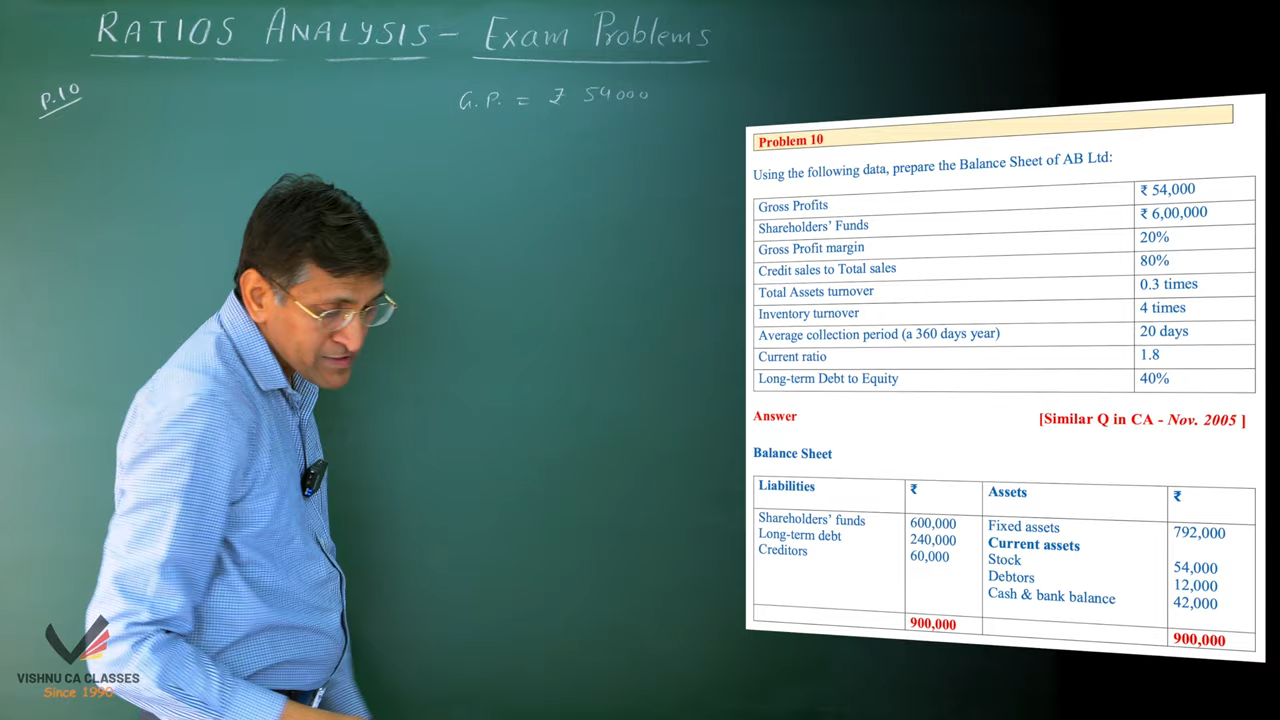 RATIOS ANALYSIS - Exam Problems
P.10
G.P. = ₹ 54000
Problem 10
Using the following data, prepare the Balance Sheet of AB Ltd:
Gross Profits ₹ 54,000
Shareholders' Funds ₹ 6,00,000
Gross Profit margin 20%
Credit sales to Total sales 80%
Total Assets turnover 0.3 times
Inventory turnover 4 times
Average collection period (a 360 days year) 20 days
Current ratio 1.8
Long-term Debt to Equity 40%
Answer [Similar Q in CA - Nov. 2005 ]
Balance Sheet
Liabilities ₹ Assets ₹
Shareholders' funds 600,000 Fixed assets 792,000
Long-term debt 240,000 Current assets
Creditors 60,000 Stock 54,000
Debtors 12,000
Cash & bank balance 42,000
900,000 900,000
VISHNU CA CLASSES
Since 1990